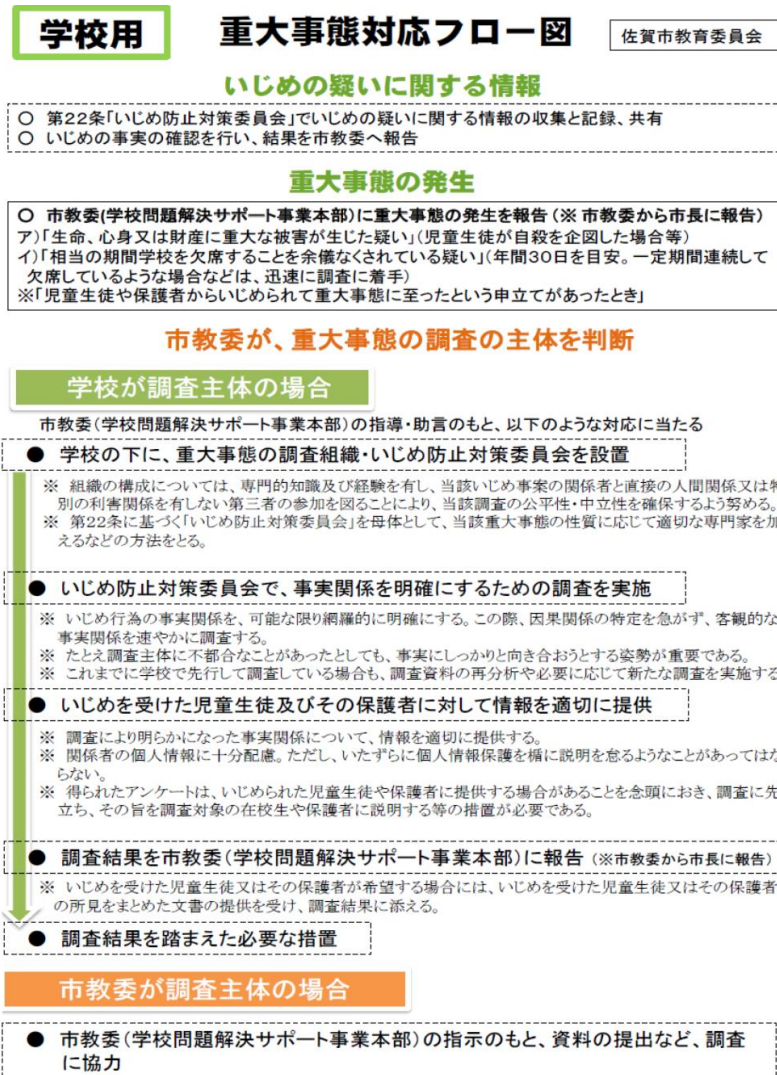 学校用
重大事態対応フロー図
佐賀市教育委員会
いじめの疑いに関する情報
○ 第22条「いじめ防止対策委員会」でいじめの疑いに関する情報の収集と記録、共有
○ いじめの事実の確認を行い、結果を市教委へ報告
重大事態の発生
○ 市教委(学校問題解決サポート事業本部)に重大事態の発生を報告(※ 市教委から市長に報告)
ア)「生命、心身又は財産に重大な被害が生じた疑い」(児童生徒が自殺を企図した場合等)
イ)「相当の期間学校を欠席することを余儀なくされている疑い」(年間30日を目安。一定期間連続して
欠席しているような場合などは、迅速に調査に着手)
※「児童生徒や保護者からいじめられて重大事態に至ったという申立てがあったとき」
市教委が、重大事態の調査の主体を判断
学校が調査主体の場合
市教委(学校問題解決サポート事業本部)の指導・助言のもと、以下のような対応に当たる
● 学校の下に、重大事態の調査組織・いじめ防止対策委員会を設置
※ 組織の構成については、専門的知識及び経験を有し、当該いじめ事案の関係者と直接の人間関係又は特
別の利害関係を有しない第三者の参加を図ることにより、当該調査の公平性・中立性を確保するよう努める。
※ 第22条に基づく「いじめ防止対策委員会」を母体として、当該重大事態の性質に応じて適切な専門家を加
えるなどの方法をとる。
● いじめ防止対策委員会で、事実関係を明確にするための調査を実施
※ いじめ行為の事実関係を、可能な限り網羅的に明確にする。この際、因果関係の特定を急がず、客観的な
事実関係を速やかに調査する。
※ たとえ調査主体に不都合なことがあったとしても、事実にしっかりと向き合おうとする姿勢が重要である。
※ これまでに学校で先行して調査している場合も、調査資料の再分析や必要に応じて新たな調査を実施する
● いじめを受けた児童生徒及びその保護者に対して情報を適切に提供
※ 調査により明らかになった事実関係について、情報を適切に提供する。
※ 関係者の個人情報に十分配慮。ただし、いたずらに個人情報保護を楯に説明を怠るようなことがあってはな
らない。
※ 得られたアンケートは、いじめられた児童生徒や保護者に提供する場合があることを念頭におき、調査に先
立ち、その旨を調査対象の在校生や保護者に説明する等の措置が必要である。
● 調査結果を市教委(学校問題解決サポート事業本部)に報告 (※市教委から市長に報告)
※ いじめを受けた児童生徒又はその保護者が希望する場合には、いじめを受けた児童生徒又はその保護者
の所見をまとめた文書の提供を受け、調査結果に添える。
● 調査結果を踏まえた必要な措置
市教委が調査主体の場合
● 市教委(学校問題解決サポート事業本部)の指示のもと、資料の提出など、調査
に協力